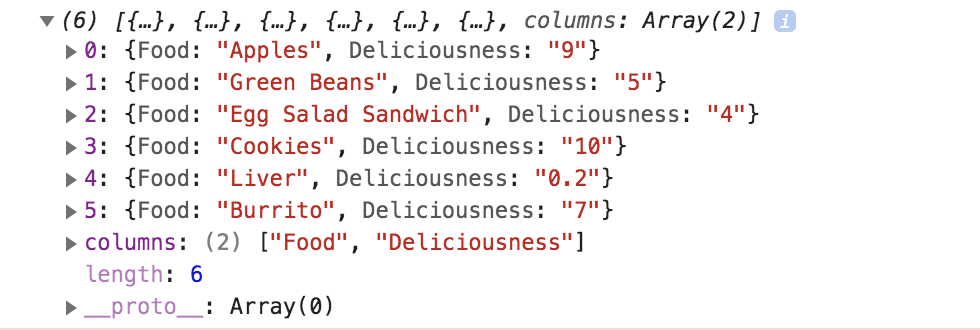 ▼(6) [{…}, {…}, {…}, {…}, {…}, {…}, columns: Array(2)] i
▶0: {Food: "Apples", Deliciousness: "9"}
▶1: {Food: "Green Beans", Deliciousness: "5"}
▶2: {Food: "Egg Salad Sandwich", Deliciousness: "4"}
▶3: {Food: "Cookies", Deliciousness: "10"}
▶4: {Food: "Liver", Deliciousness: "0.2"}
▶5: {Food: "Burrito", Deliciousness: "7"}
▶columns: (2) ["Food", "Deliciousness"]
length: 6
▶__proto__: Array(0)